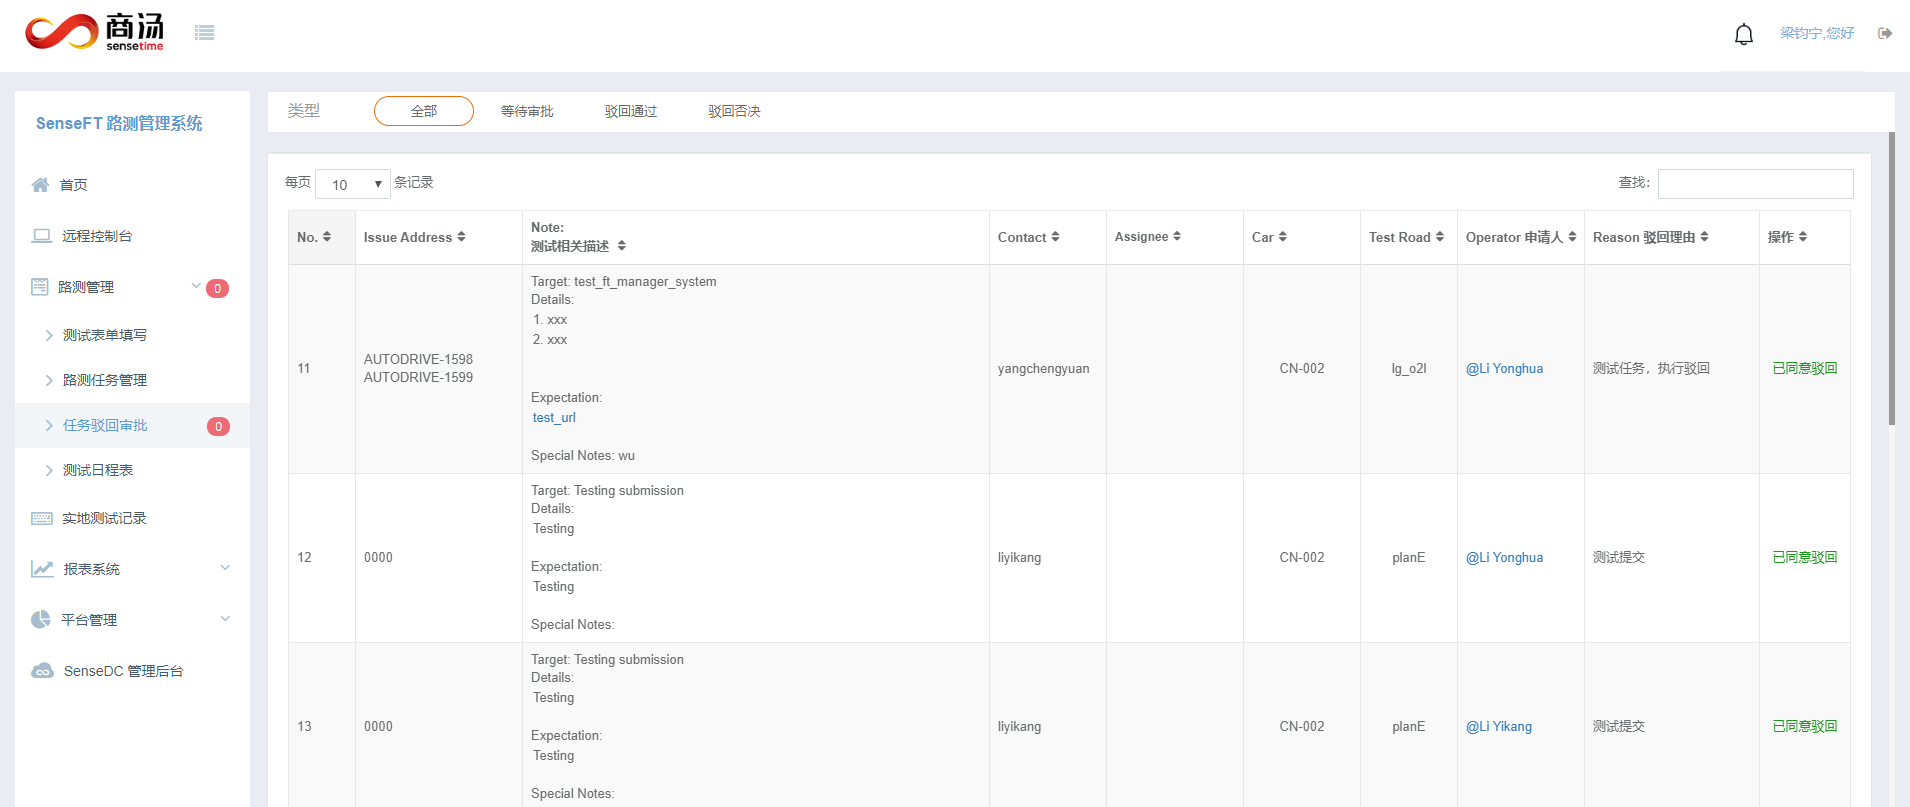 商汤
sensetime
梁钧宁,您好
SenseFT 路测管理系统
首页
远程控制台
路测管理 0
测试表单填写
路测任务管理
任务驳回审批 0
测试日程表
实地测试记录
报表系统
平台管理
SenseDC 管理后台
类型 全部 等待审批 驳回通过 驳回否决
每页 10 条记录
查找:
No. Issue Address Note: 测试相关描述 Contact Assignee Car Test Road Operator 申请人 Reason 驳回理由 操作
11
AUTODRIVE-1598
AUTODRIVE-1599
Target: test_ft_manager_system
Details:
1. xxx
2. xxx
Expectation:
test_url
Special Notes: wu
yangchengyuan
CN-002
lg_o2l
@Li Yonghua
测试任务，执行驳回
已同意驳回
12
0000
Target: Testing submission
Details:
Testing
Expectation:
Testing
Special Notes:
liyikang
CN-002
planE
@Li Yonghua
测试提交
已同意驳回
13
0000
Target: Testing submission
Details:
Testing
Expectation:
Testing
Special Notes:
liyikang
CN-002
planE
@Li Yikang
测试提交
已同意驳回